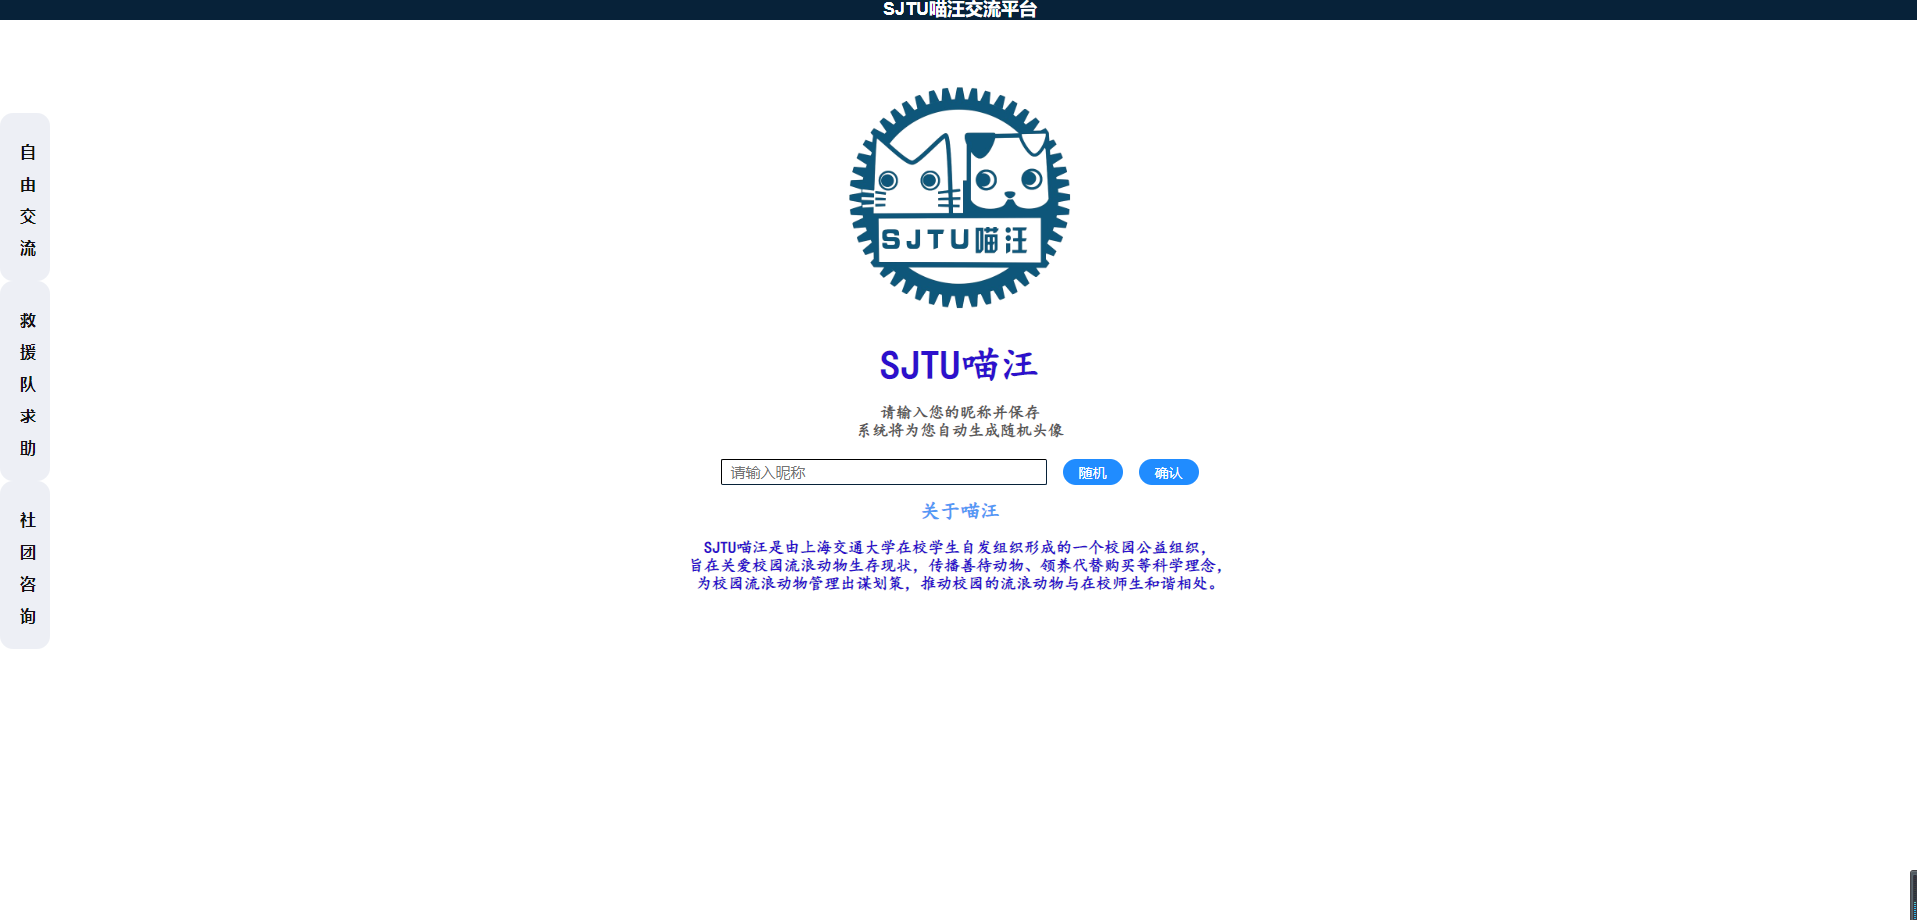 SJTU喵汪交流平台
自
由
交
流
救
援
队
求
助
社
团
咨
询
SJTU喵汪
SJTU喵汪
请输入您的昵称并保存
系统将为您自动生成随机头像
请输入昵称 随机 确认
关于喵汪
SJTU喵汪是由上海交通大学在校学生自发组织形成的一个校园公益组织，
旨在关爱校园流浪动物生存现状，传播善待动物、领养代替购买等科学理念，
为校园流浪动物管理出谋划策，推动校园的流浪动物与在校师生和谐相处。